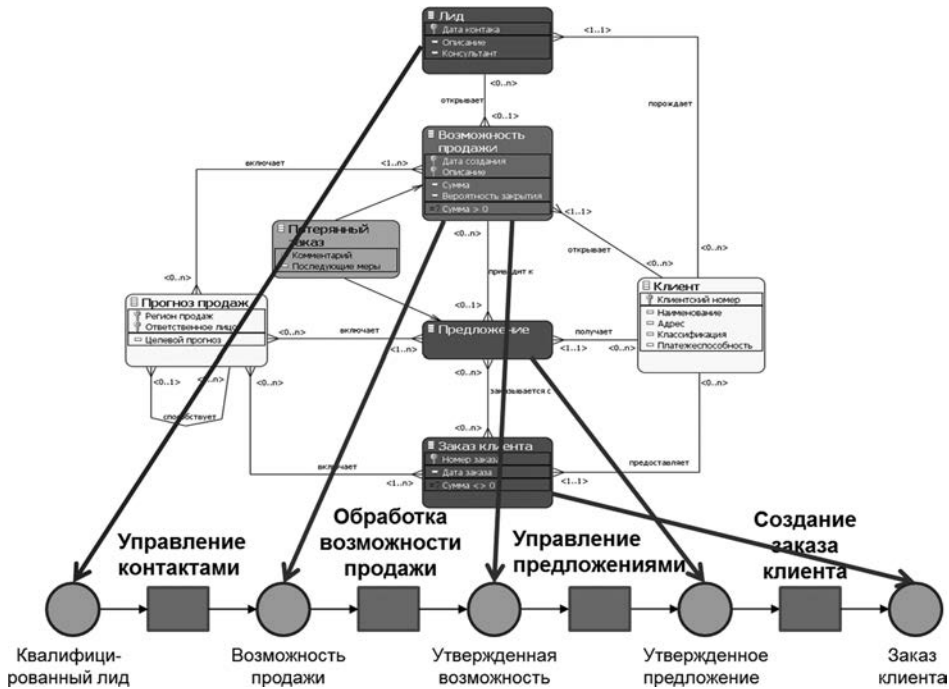 Лид
Дата контака
Описание
Консультант
<1..1>
<0..n>
открывает
порождает
<0..1>
Возможность
продажи
Дата создания
Описание
Сумма
Вероятность закрытия
Сумма > 0
включает
<1..n>
<1..1>
<0..n>
Потерянный
заказ
Комментарий
Последующие меры
открывает
приводит к
<0..n>
<0..n>
<0..n>
Прогноз продаж
Регион продаж
Ответственное лицо
Целевой прогноз
<0..n>
включает
<1..n>
<0..1>
Предложение
получает
<1..1>
<0..n>
Клиент
Клиентский номер
Наименование
Адрес
Классификация
Платежеспособность
<0..1>
<0..n>
способствует
<0..n>
<0..n>
заказывается с
<0..n>
<0..n>
Заказ клиента
Номер заказа
Дата заказа
Сумма <> 0
включает
<1..n>
предоставляет
<1..1>
Управление
контактами
Обработка
возможности
продажи
Управление
предложениями
Создание
заказа
клиента
Квалифици-
рованный лид
Возможность
продажи
Утвержденная
возможность
Утвержденное
предложение
Заказ
клиента